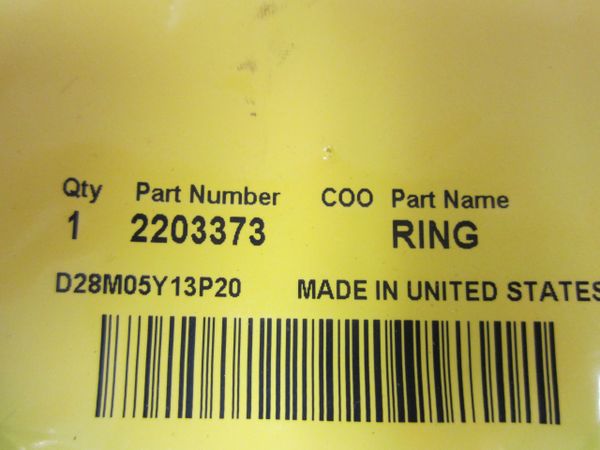 Qty Part Number COO Part Name
1 2203373 RING
D28M05Y13P20 MADE IN UNITED STATES